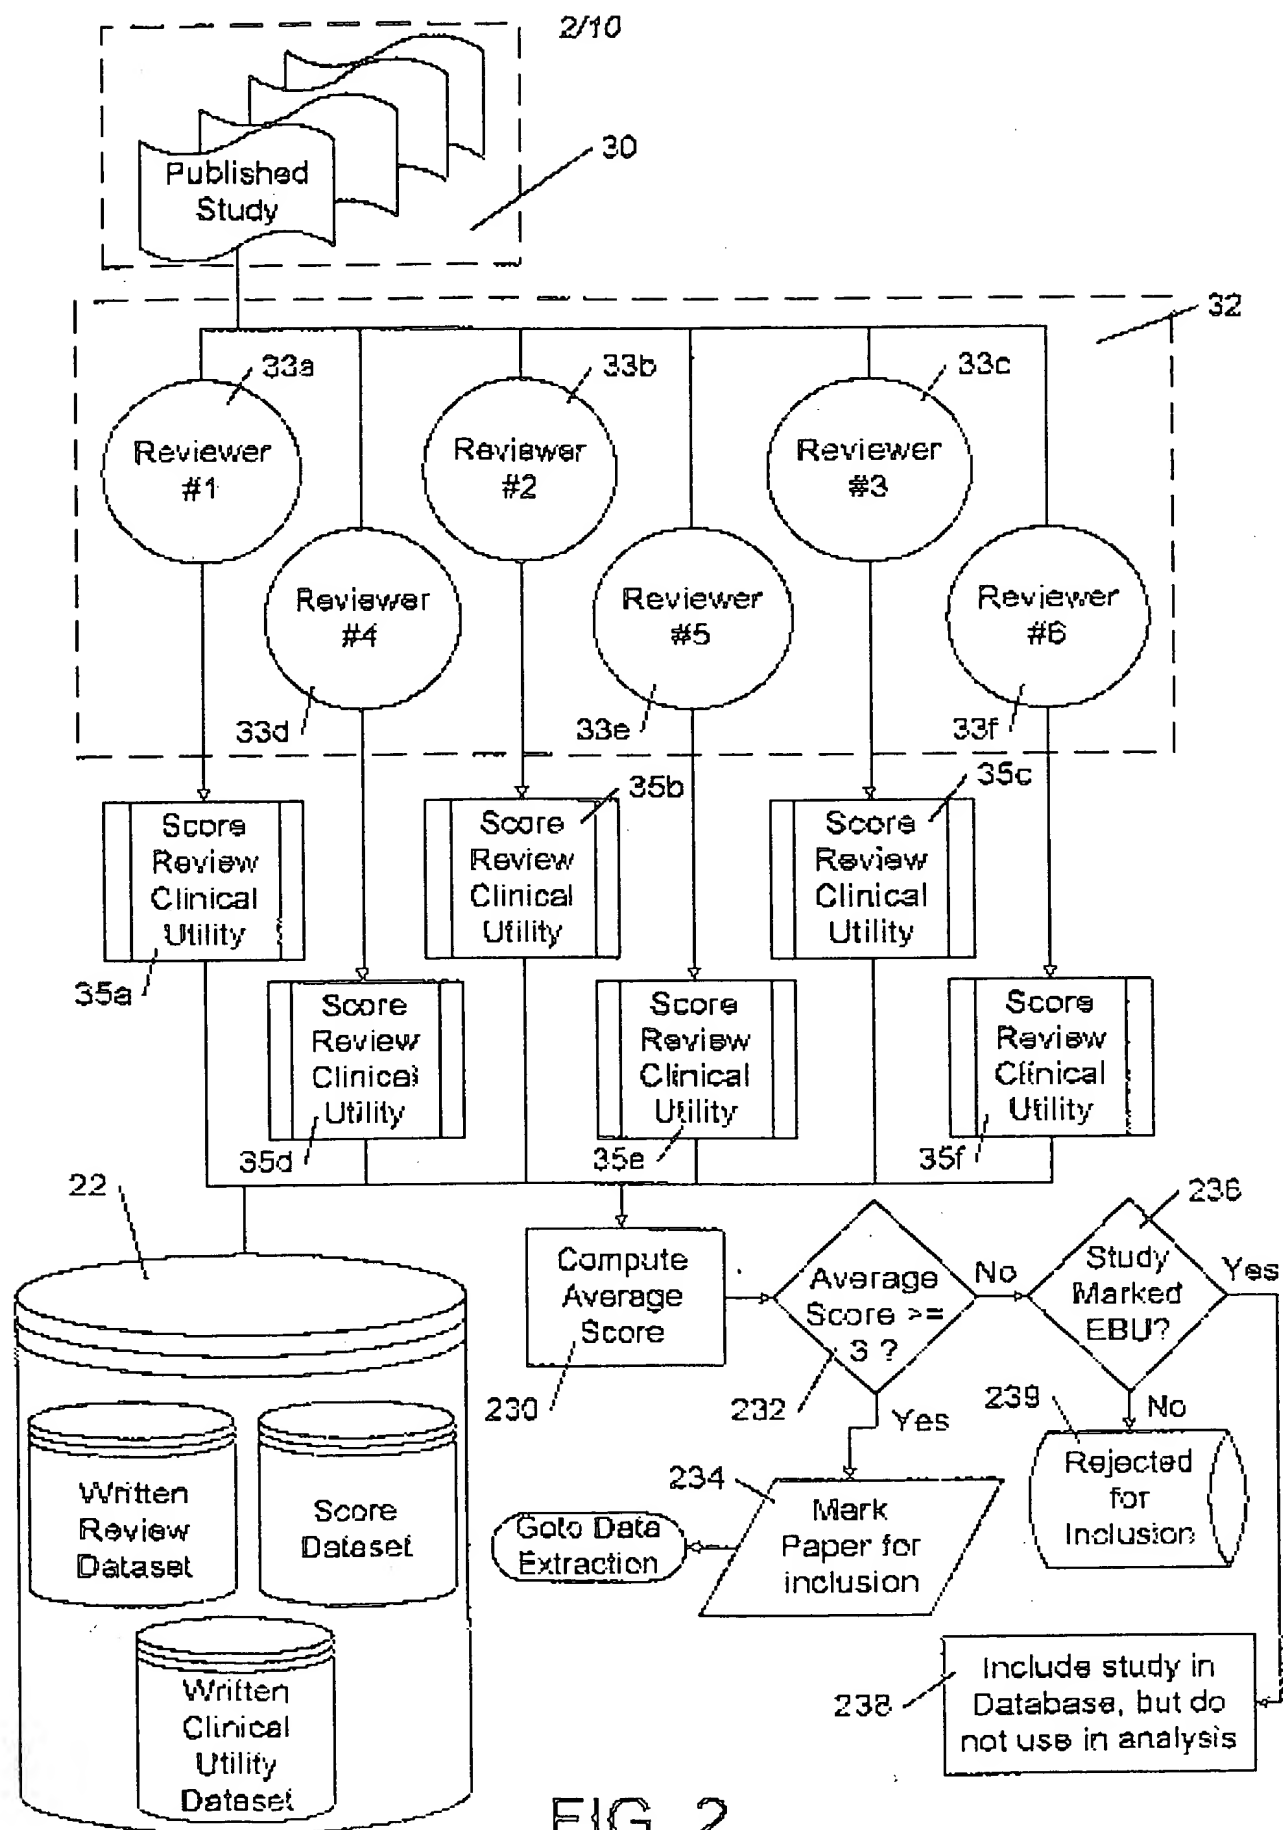 2/10
30
Published
Study
32
33a
33b
33c
Reviewer
#1
Reviewer
#2
Reviewer
#3
Reviewer
#4
Reviewer
#5
Reviewer
#6
33d
33e
33f
35b
35c
Score
Review
Clinical
Utility
Score
Review
Clinical
Utility
Score
Review
Clinical
Utility
35a
Score
Review
Clinical
Utility
Score
Review
Clinical
Utility
Score
Review
Clinical
Utility
35d
35e
35f
22
236
Compute
Average
Score
Average
Score >=
3 ?
No
Study
Marked
EBU?
Yes
230
232
Yes
239
No
Rejected
for
Inclusion
234
Mark
Paper for
inclusion
Goto Data
Extraction
Written
Review
Dataset
Score
Dataset
Written
Clinical
Utility
Dataset
238
Include study in
Database, but do
not use in analysis
FIG. 2